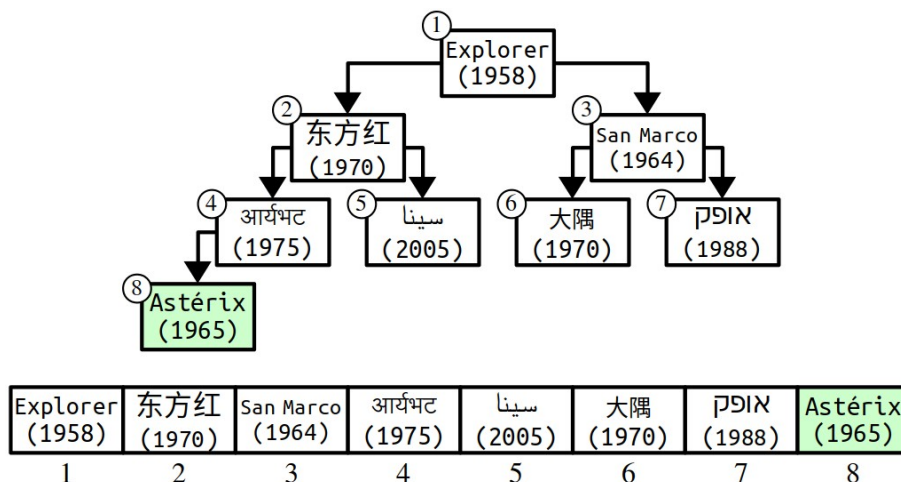 1
Explorer
(1958)
2
东方红
(1970)
3
San Marco
(1964)
4
आर्यभट
(1975)
5
سينا
(2005)
6
大隅
(1970)
7
אופק
(1988)
8
Astérix
(1965)
Explorer
(1958)
东方红
(1970)
San Marco
(1964)
आर्यभट
(1975)
سينا
(2005)
大隅
(1970)
אופק
(1988)
Astérix
(1965)
1 2 3 4 5 6 7 8